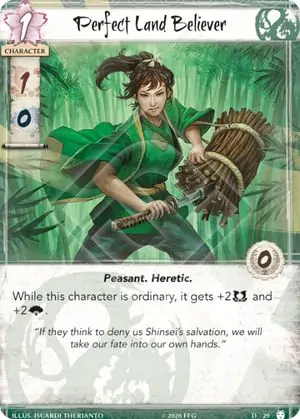 1
Perfect Land Believer
CHARACTER
1
0
0
Peasant. Heretic.
While this character is ordinary, it gets +2 and
+2.
“If they think to deny us Shinsei’s salvation, we will
take our fate into our own hands.”
ILLUS. ISUARDI THERIANTO © 2020 FFG D 29